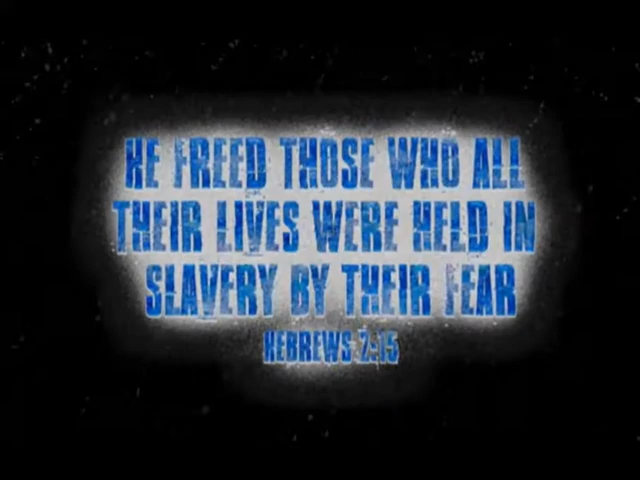 HE FREED THOSE WHO ALL
THEIR LIVES WERE HELD IN
SLAVERY BY THEIR FEAR
HEBREWS 2:15